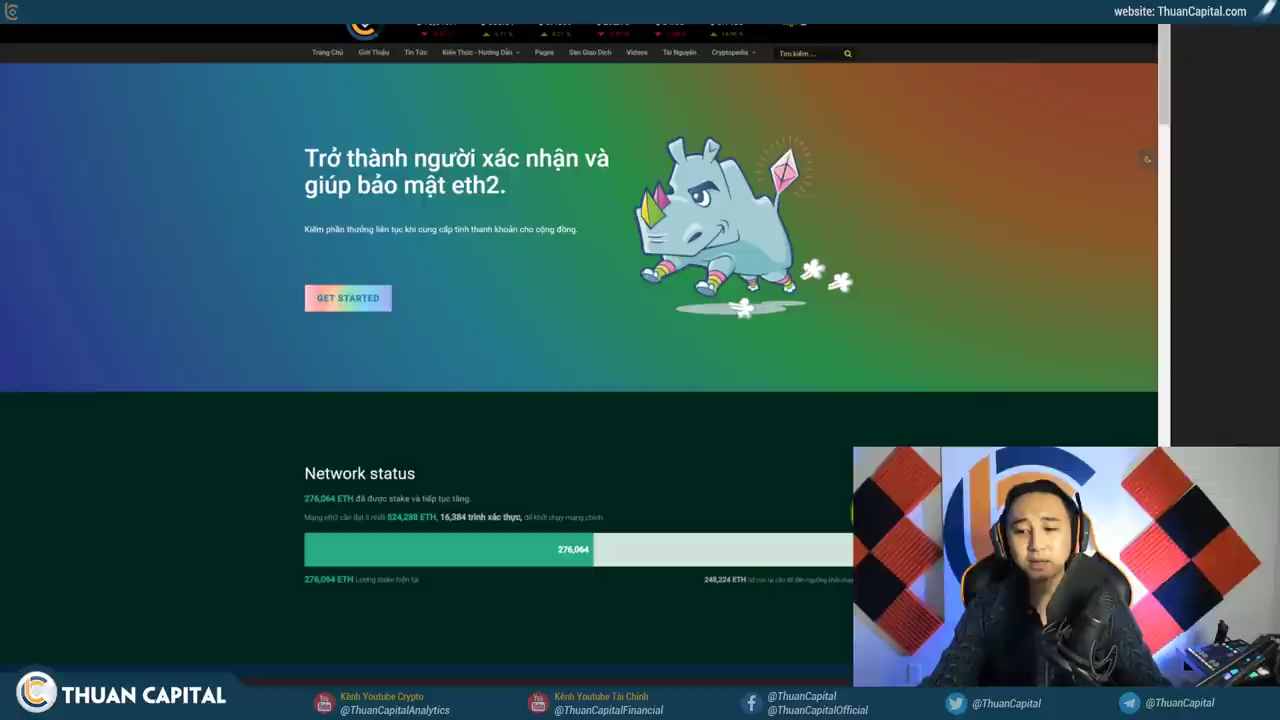 website: ThuanCapital.com
Trang Chủ Giới Thiệu Tin Tức Kiến Thức - Hướng Dẫn Pages Sàn Giao Dịch Videos Tài Nguyên Cryptopedia Tìm kiếm ...
Trở thành người xác nhận và
giúp bảo mật eth2.
Kiếm phần thưởng liên tục khi cung cấp tính thanh khoản cho cộng đồng.
GET STARTED
Network status
276,064 ETH đã được stake và tiếp tục tăng.
Mạng eth2 cần đạt ít nhất 524,288 ETH, 16,384 trình xác thực, để khởi chạy mạng chính.
276,064
276,064 ETH Lượng stake hiện tại
248,224 ETH
THUAN CAPITAL
Kênh Youtube Crypto
@ThuanCapitalAnalytics
Kênh Youtube Tài Chính
@ThuanCapitalFinancial
@ThuanCapital
@ThuanCapitalOfficial
@ThuanCapital
@ThuanCapital